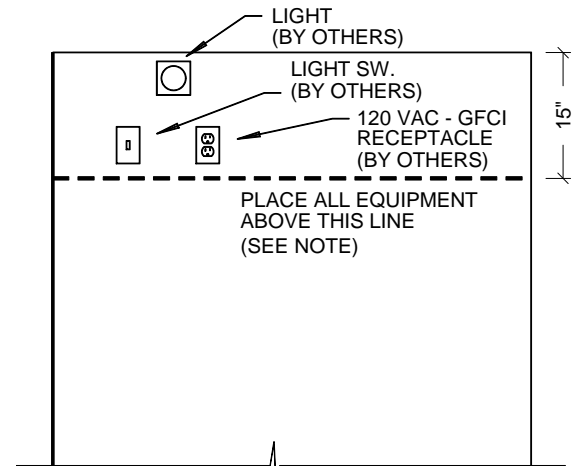 LIGHT
(BY OTHERS)
LIGHT SW.
(BY OTHERS)
120 VAC - GFCI
RECEPTACLE
(BY OTHERS)
15"
PLACE ALL EQUIPMENT
ABOVE THIS LINE
(SEE NOTE)